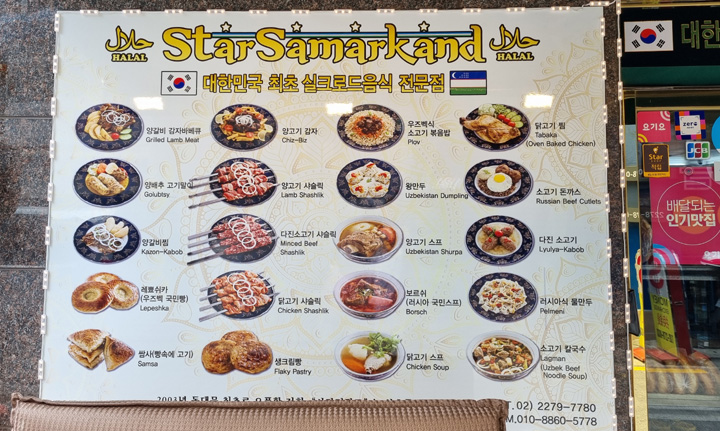 حلال
HALAL
StarSamarkand
حلال
HALAL
대한민국 최초 실크로드음식 전문점
양갈비 감자바베큐
Grilled Lamb Meat
양고기 감자
Chiz-Biz
우즈벡식
소고기 볶음밥
Plov
닭고기 찜
Tabaka
(Oven Baked Chicken)
양배추 고기말이
Golubtsy
양고기 샤슬릭
Lamb Shashlik
왕만두
Uzbekistan Dumpling
소고기 돈까스
Russian Beef Cutlets
양갈비찜
Kazon-Kabob
다진소고기 샤슬릭
Minced Beef
Shashlik
양고기 스프
Uzbekistan Shurpa
다진 소고기
Lyulya-Kabob
레뾰쉬카
(우즈벡 국민빵)
Lepeshka
닭고기 샤슬릭
Chicken Shashlik
보르쉬
(러시아 국민스프)
Borsch
러시아식 물만두
Pelmeni
쌈사(빵속에 고기)
Samsa
생크림빵
Flaky Pastry
닭고기 스프
Chicken Soup
소고기 칼국수
Lagman
(Uzbek Beef
Noodle Soup)
T.02) 2279-7780
M.010-8860-5778
대한
요기요
zero
JCB
Star
배달되는
인기맛집